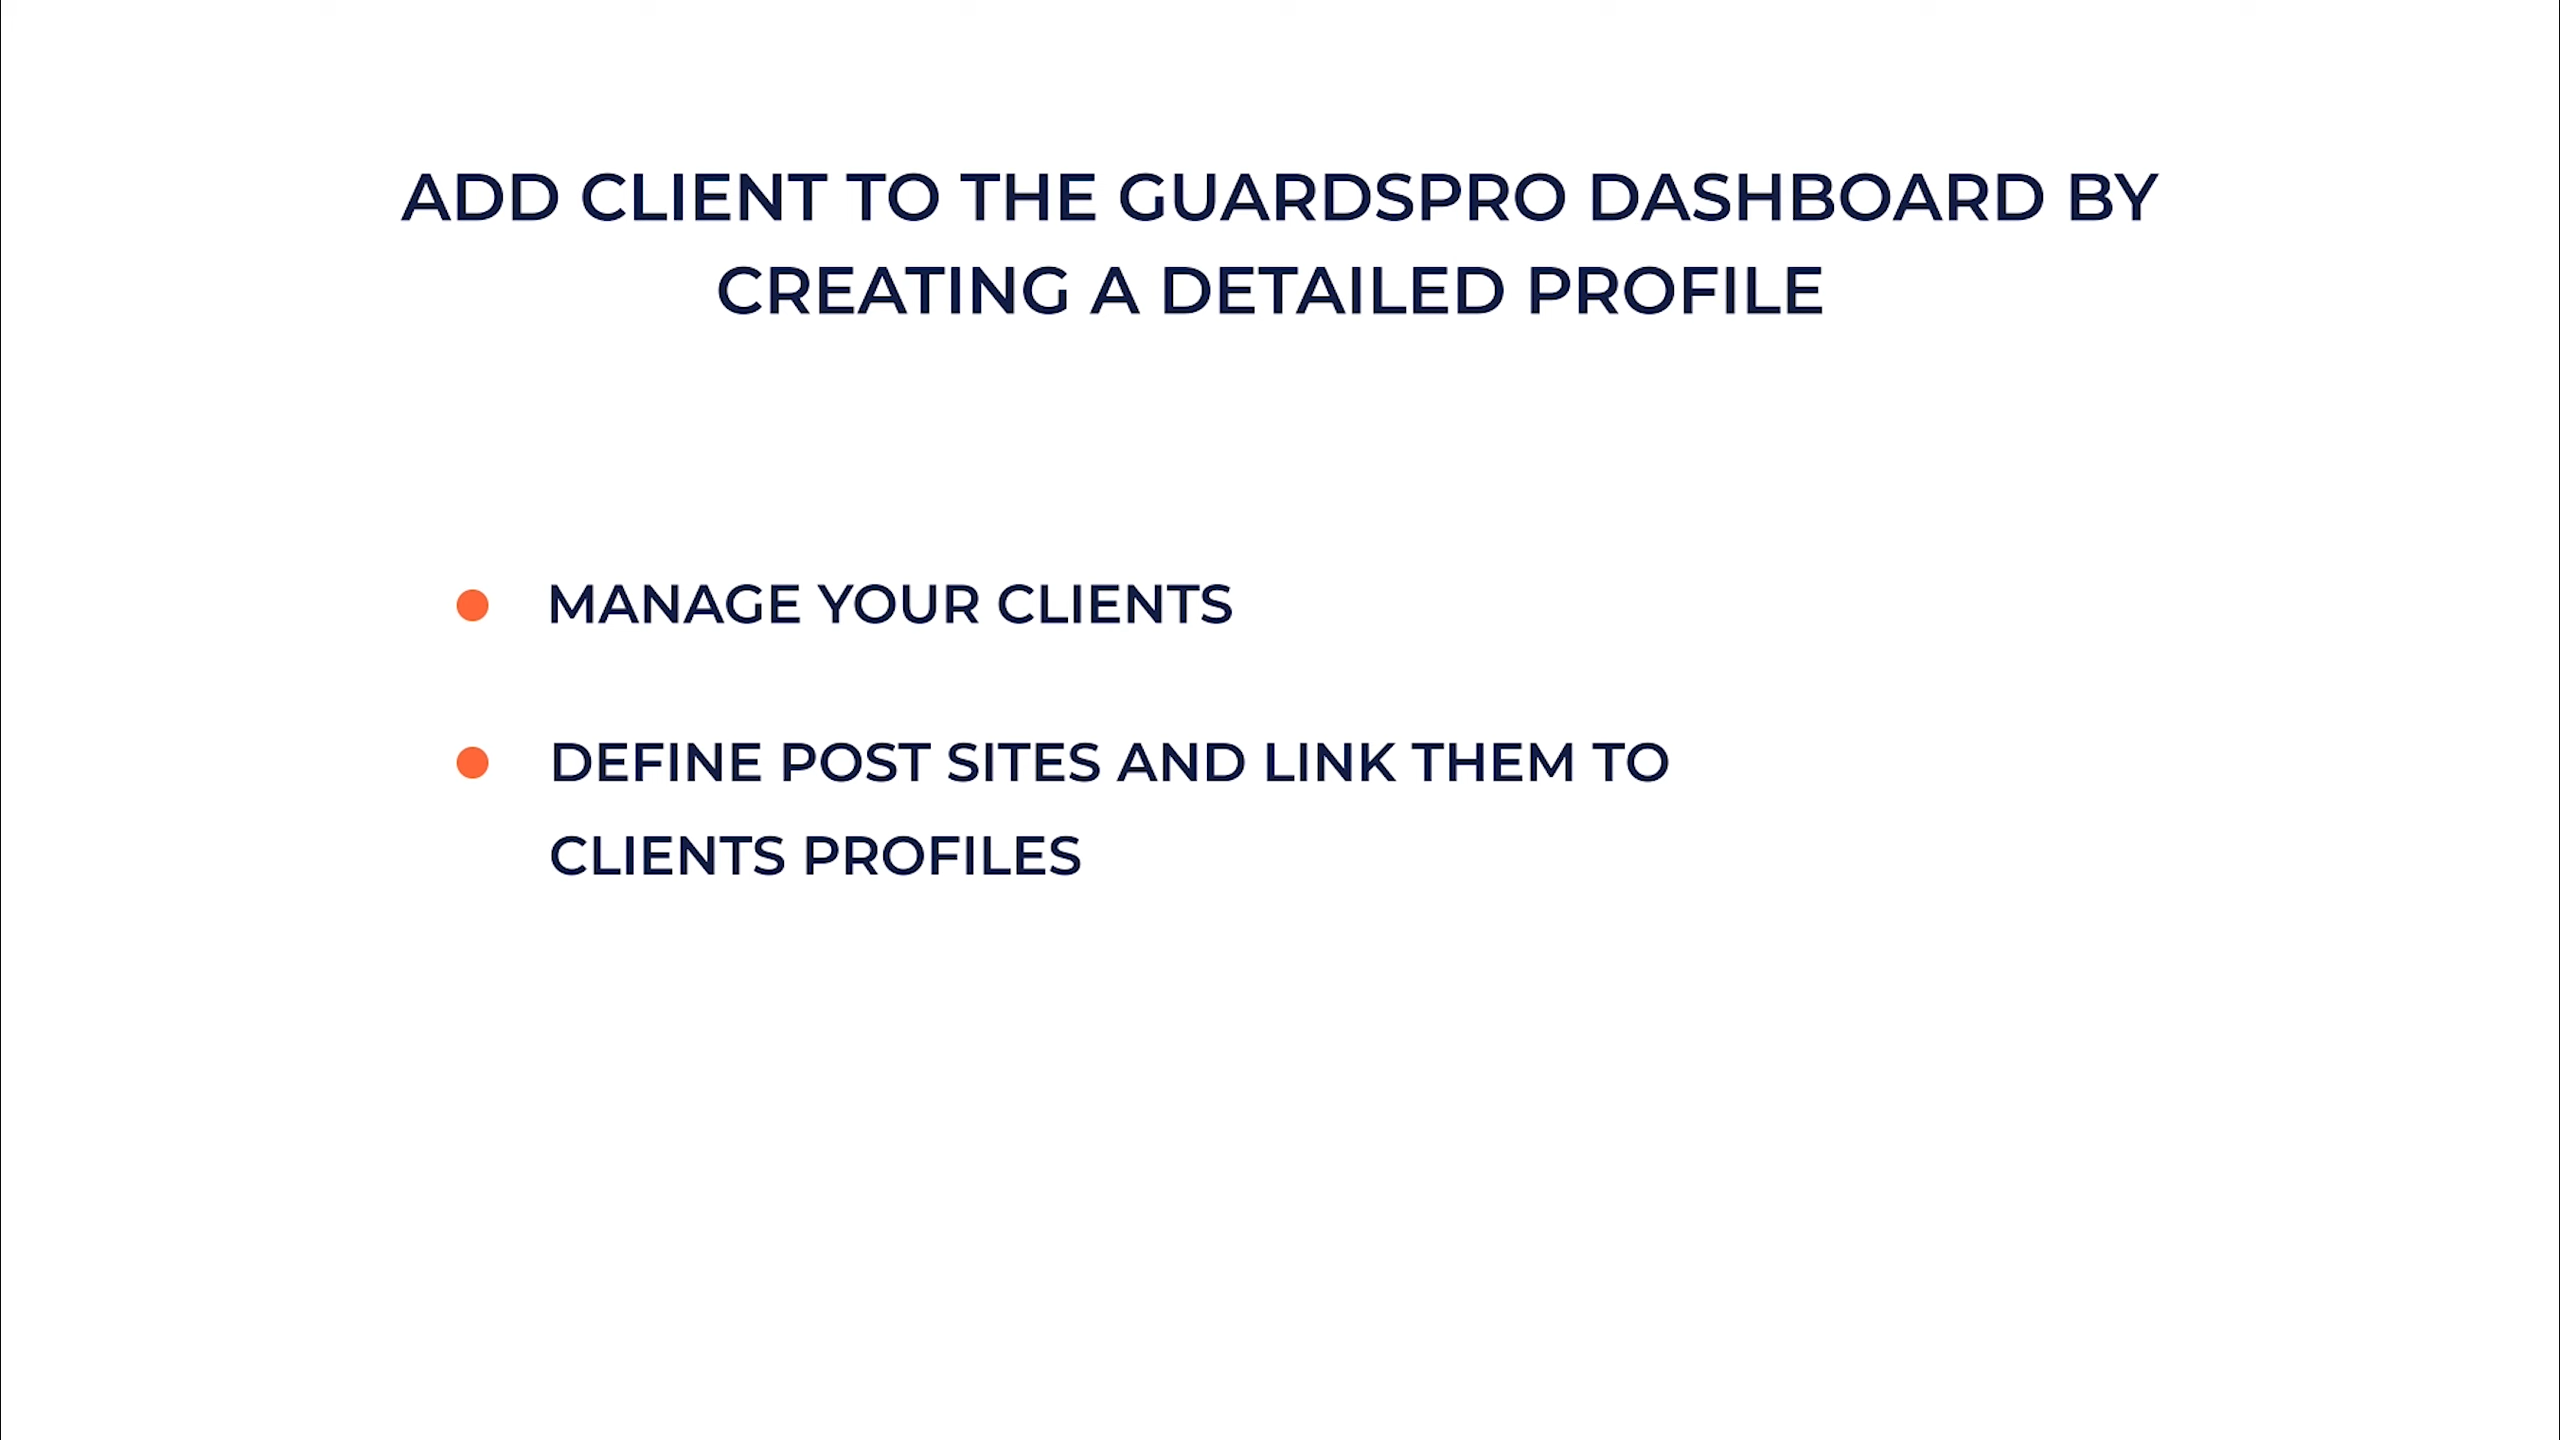 ADD CLIENT TO THE GUARDSPRO DASHBOARD BY
CREATING A DETAILED PROFILE
MANAGE YOUR CLIENTS
DEFINE POST SITES AND LINK THEM TO
CLIENTS PROFILES